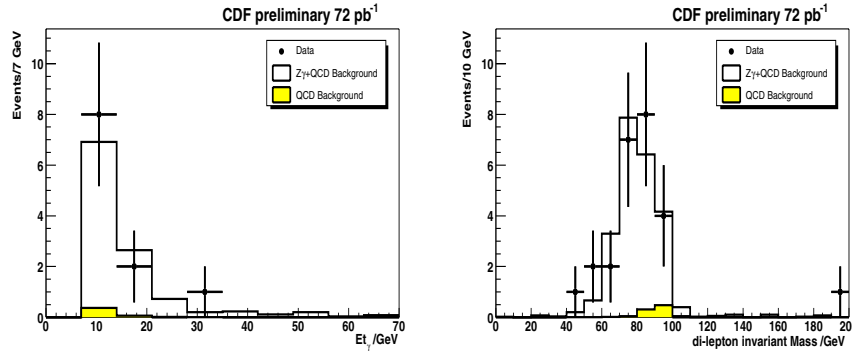 CDF preliminary 72 pb-1
Events/7 GeV
10
8
6
4
2
0
Data
Zγ+QCD Background
QCD Background
0 10 20 30 40 50 60 70
Etγ /GeV
CDF preliminary 72 pb-1
Events/10 GeV
10
8
6
4
2
0
Data
Zγ+QCD Background
QCD Background
0 20 40 60 80 100 120 140 160 180 200
di-lepton invariant Mass /GeV